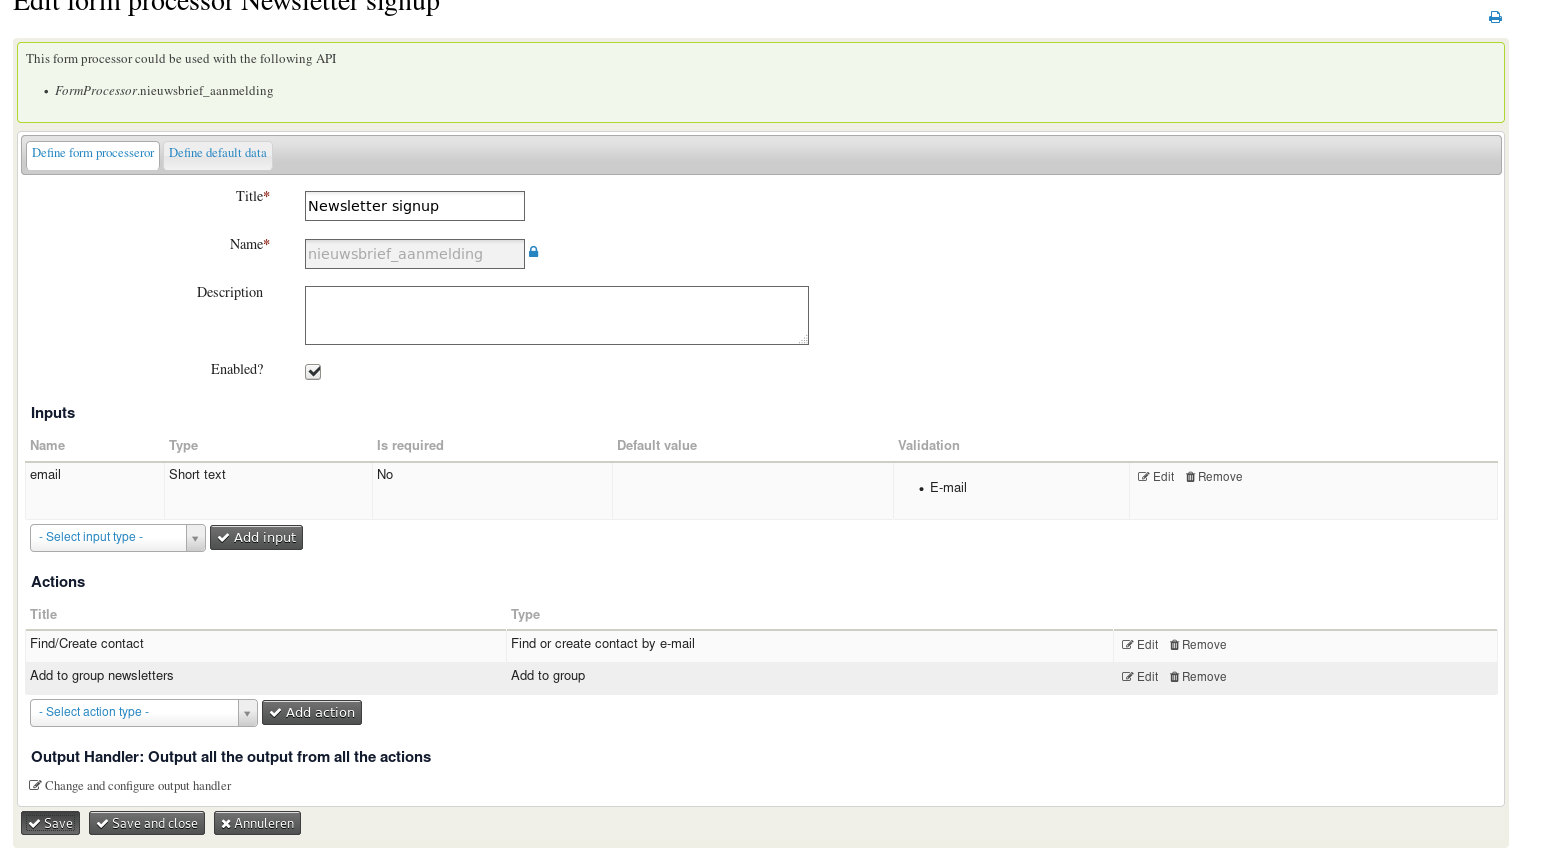 Edit form processor Newsletter signup
This form processor could be used with the following API
• FormProcessor.nieuwsbrief_aanmelding
Define form processeror Define default data
Title*
Newsletter signup
Name*
nieuwsbrief_aanmelding
Description
Enabled?
Inputs
Name Type Is required Default value Validation
email Short text No • E-mail Edit Remove
- Select input type - Add input
Actions
Title Type
Find/Create contact Find or create contact by e-mail Edit Remove
Add to group newsletters Add to group Edit Remove
- Select action type - Add action
Output Handler: Output all the output from all the actions
Change and configure output handler
Save Save and close Annuleren